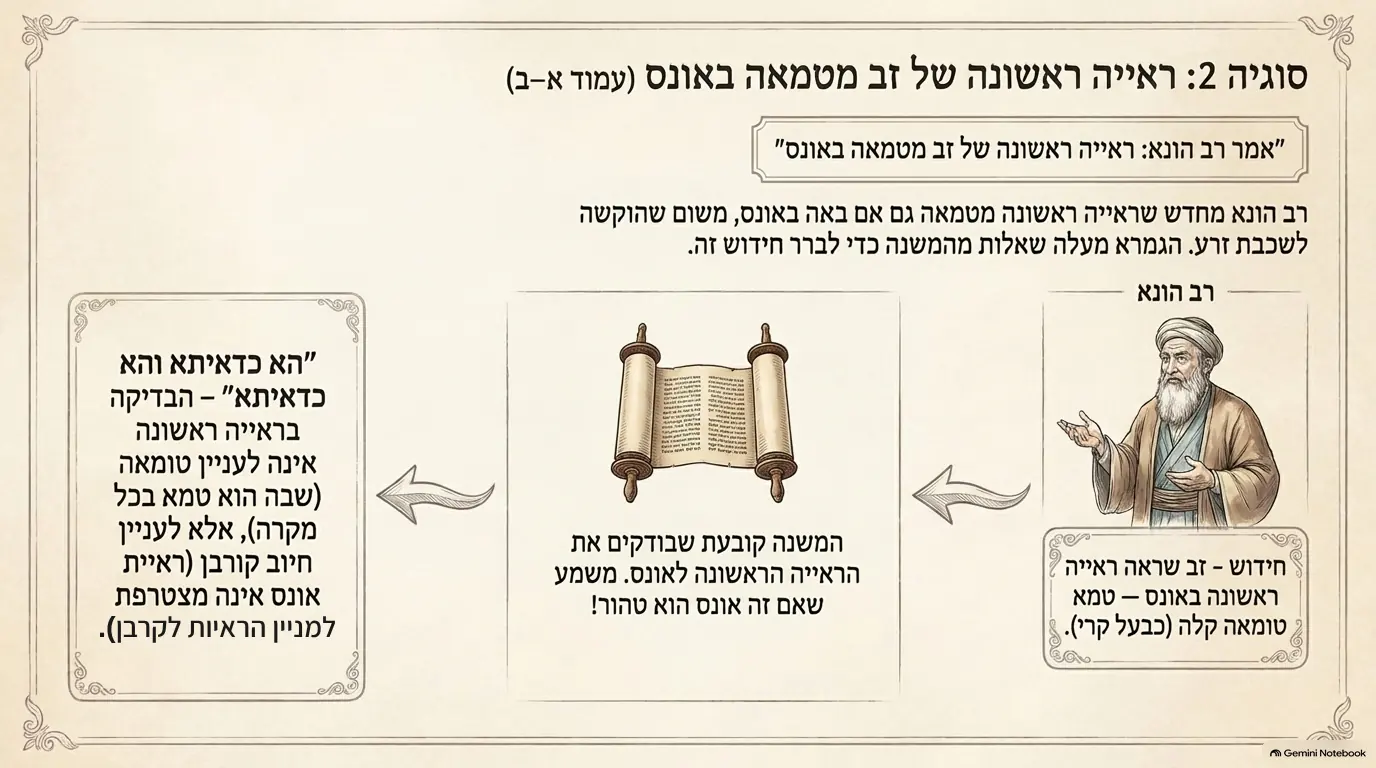 סוגיה 2: ראייה ראשונה של זב מטמאה באונס (עמוד א–ב)
"אמר רב הונא: ראייה ראשונה של זב מטמאה באונס"
רב הונא מחדש שראייה ראשונה מטמאה גם אם באה באונס, משום שהוקשה
לשכבת זרע. הגמרא מעלה שאלות מהמשנה כדי לברר חידוש זה.
רב הונא
חידוש – זב שראה ראייה
ראשונה באונס — טמא
טומאה קלה (כבעל קרי).
המשנה קובעת שבודקים את
הראייה הראשונה לאונס. משמע
שאם זה אונס הוא טהור!
"הא כדאיתא והא
כדאיתא" – הבדיקה
בראייה ראשונה
אינה לעניין טומאה
(שבה הוא טמא בכל
מקרה), אלא לעניין
חיוב קורבן (ראיית
אונס אינה מצטרפת
למניין הראיות לקרבן).
Gemini Notebook